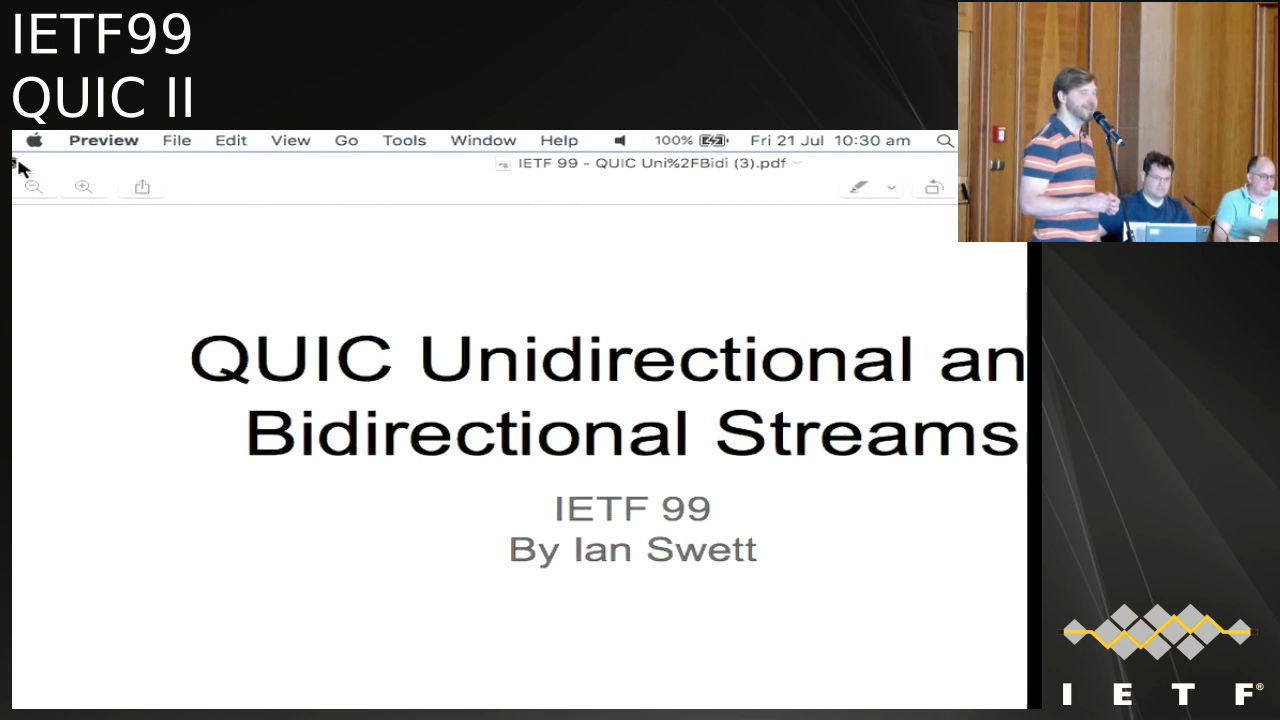 IETF99
QUIC II
Preview File Edit View Go Tools Window Help 100% Fri 21 Jul 10:30 am
IETF 99 - QUIC Uni%2FBidi (3).pdf
QUIC Unidirectional an
Bidirectional Streams
IETF 99
By Ian Swett
I E T F®